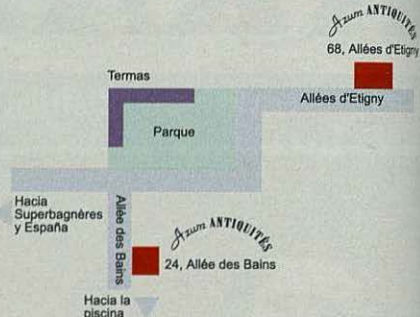 Azum ANTIQUITÉS
68, Allées d'Etigny
Termas
Allées d'Etigny
Parque
Hacia
Superbagnères
y España
Allée des Bains
Azum ANTIQUITÉS
24, Allée des Bains
Hacia la
piscina